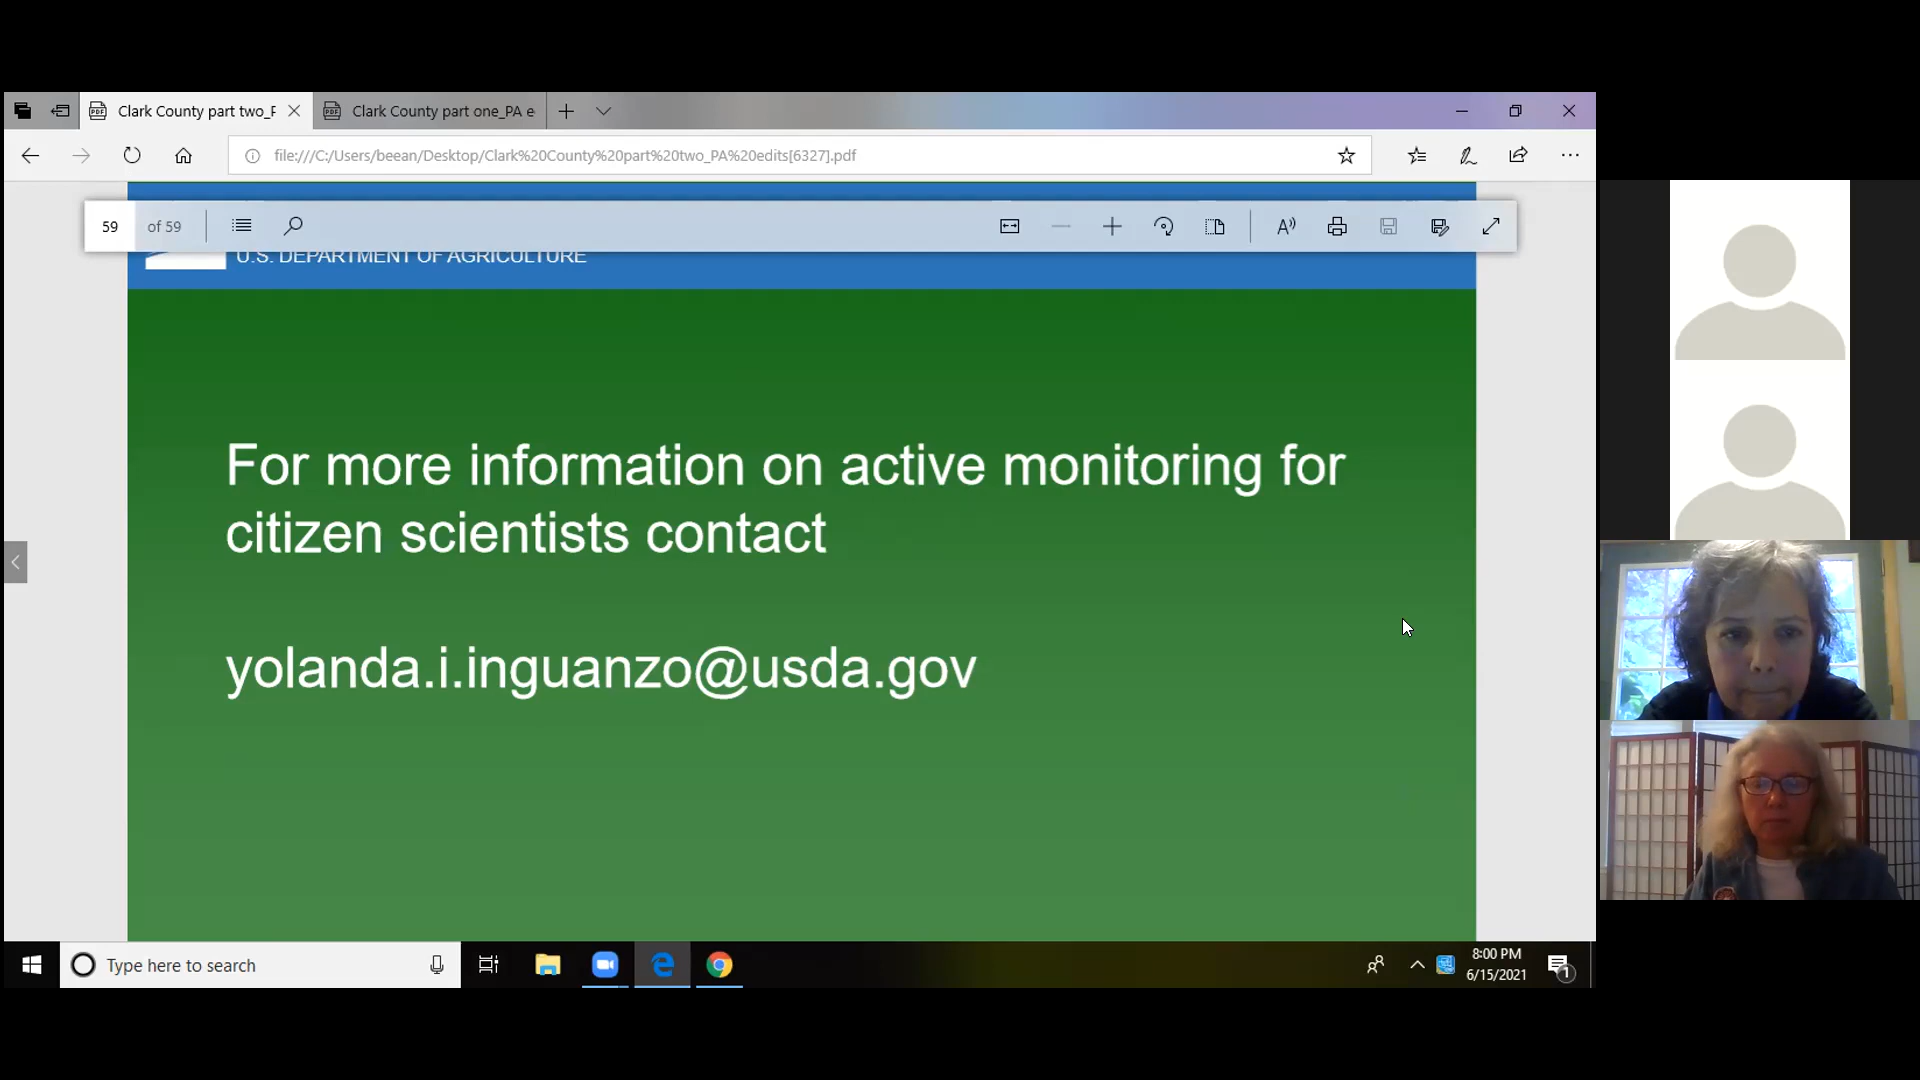 Clark County part two_F
Clark County part one_PA e
file:///C:/Users/beean/Desktop/Clark%20County%20part%20two_PA%20edits[6327].pdf
59 of 59
U.S. DEPARTMENT OF AGRICULTURE
For more information on active monitoring for
citizen scientists contact
yolanda.i.inguanzo@usda.gov
Type here to search
8:00 PM
6/15/2021
1